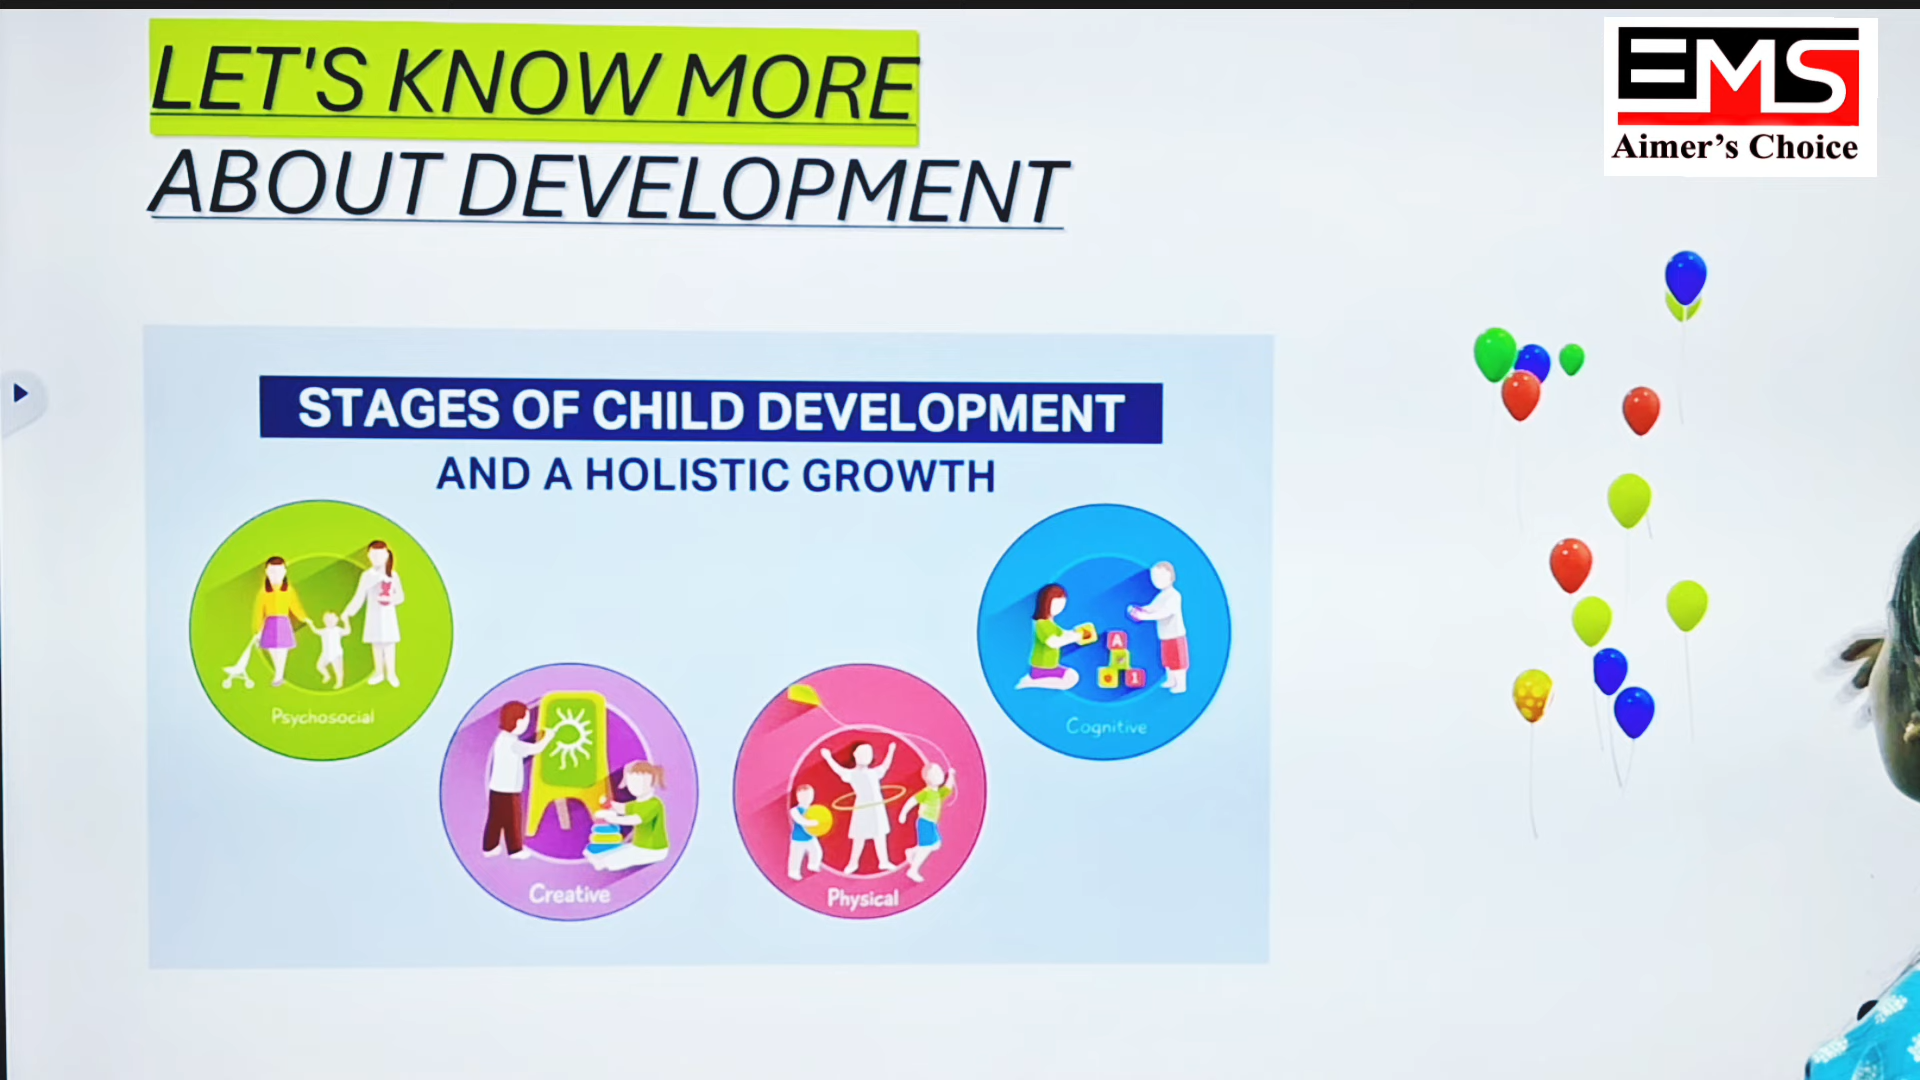 LET'S KNOW MORE
ABOUT DEVELOPMENT
EMS
Aimer's Choice
STAGES OF CHILD DEVELOPMENT
AND A HOLISTIC GROWTH
Psychosocial
Creative
Physical
Cognitive
A
1